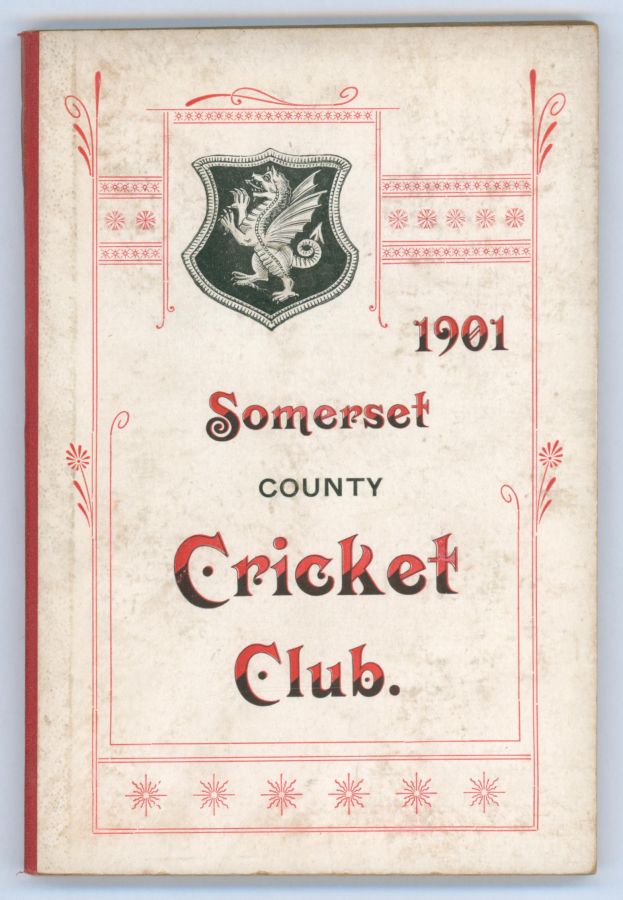 1901
Somerset
COUNTY
Cricket
Club.